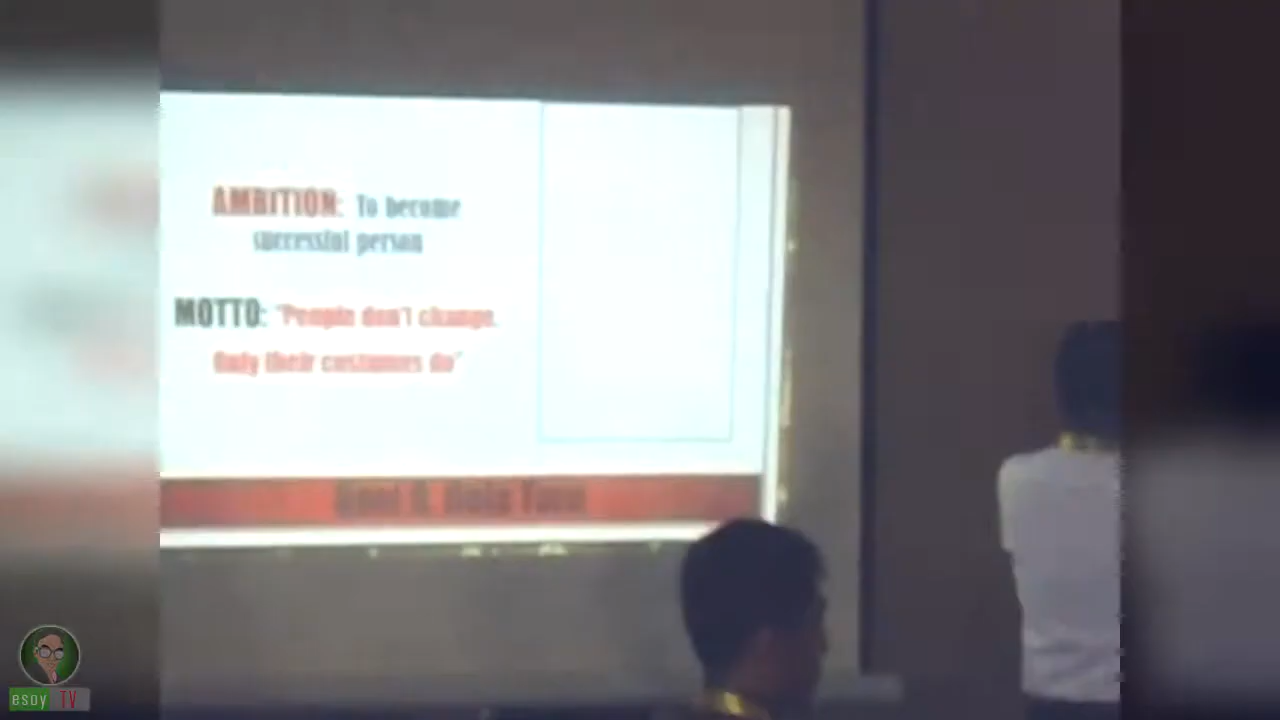 AMBITION: To become
successful person
MOTTO: "People don't change.
Only their costumes do"
esoy TV